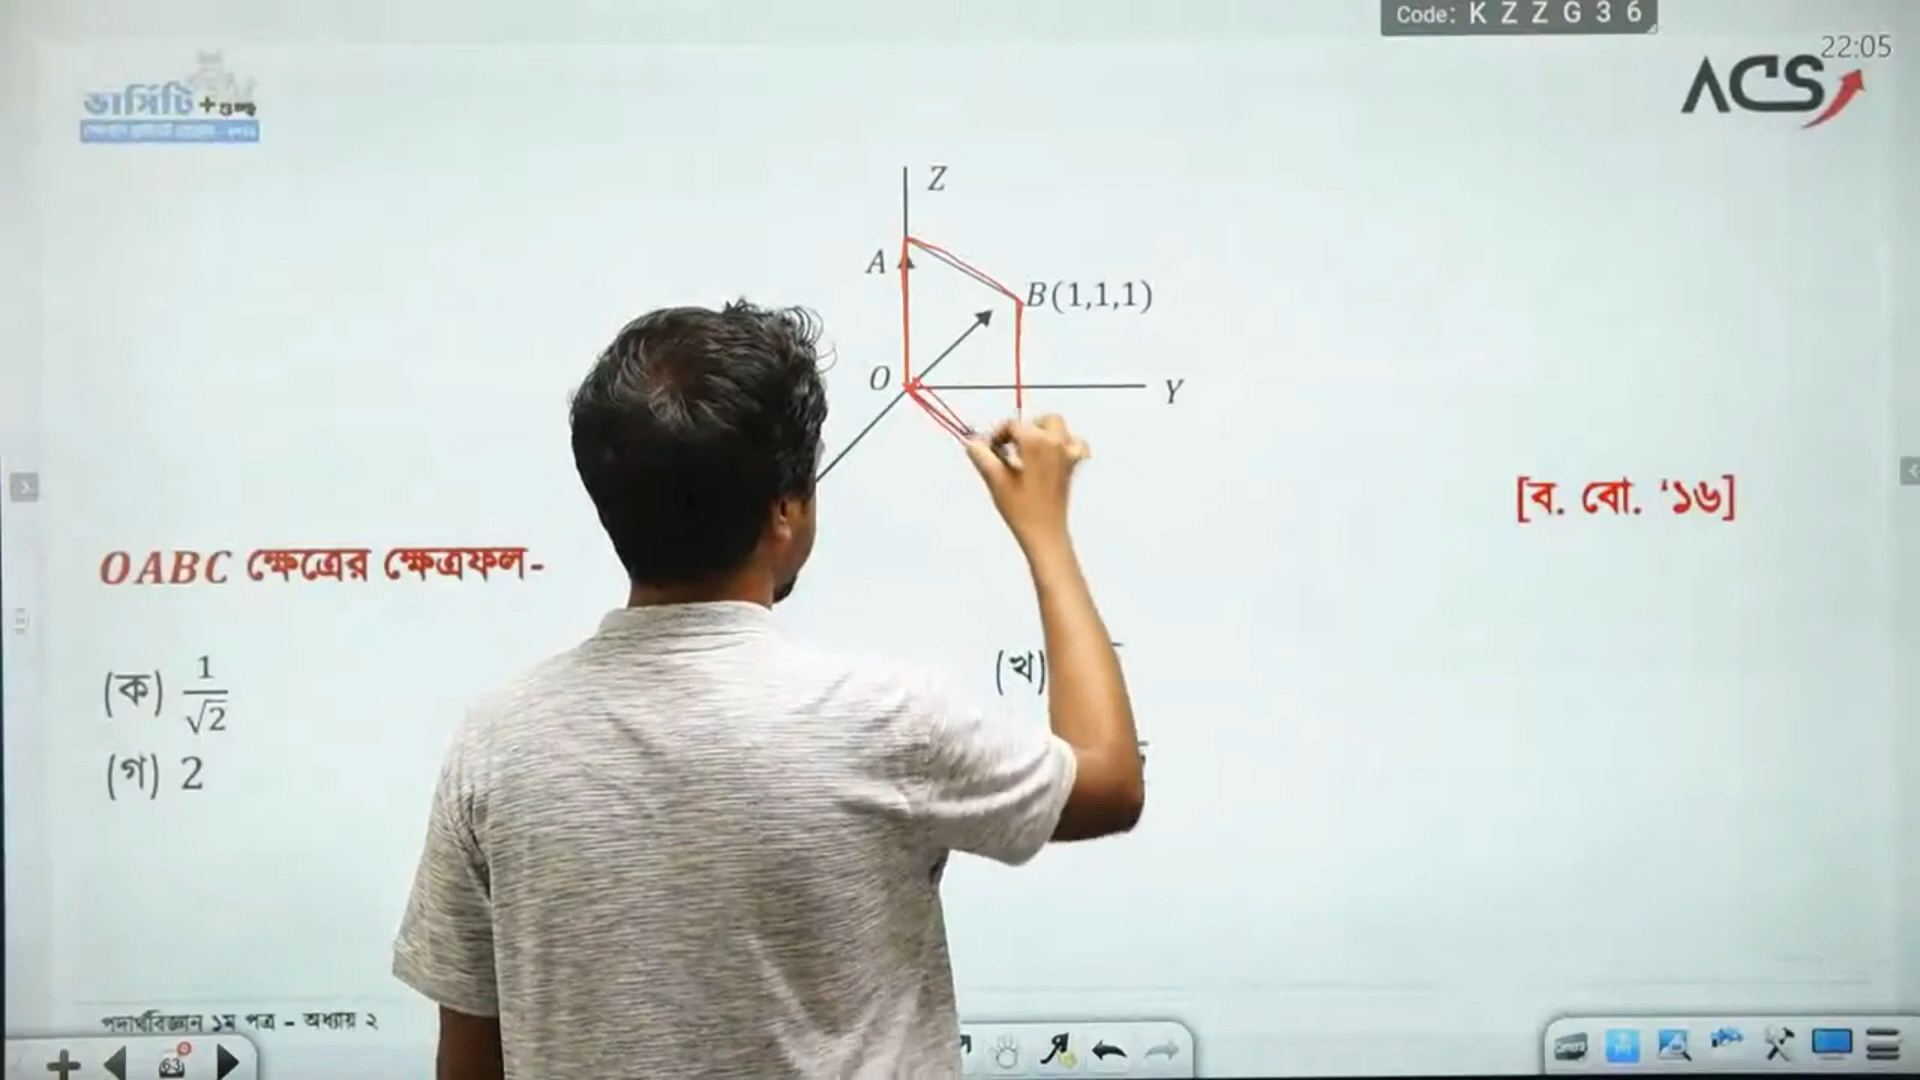 Code: K Z Z G 3 6
22:05
ভার্সিটি +
ACS
Z
A
B(1,1,1)
O
Y
[ব. বো. ‘১৬]
OABC ক্ষেত্রের ক্ষেত্রফল-
(ক) 1/√2
(খ)
(গ) 2
পদার্থবিজ্ঞান ১ম পত্র – অধ্যায় ২
63